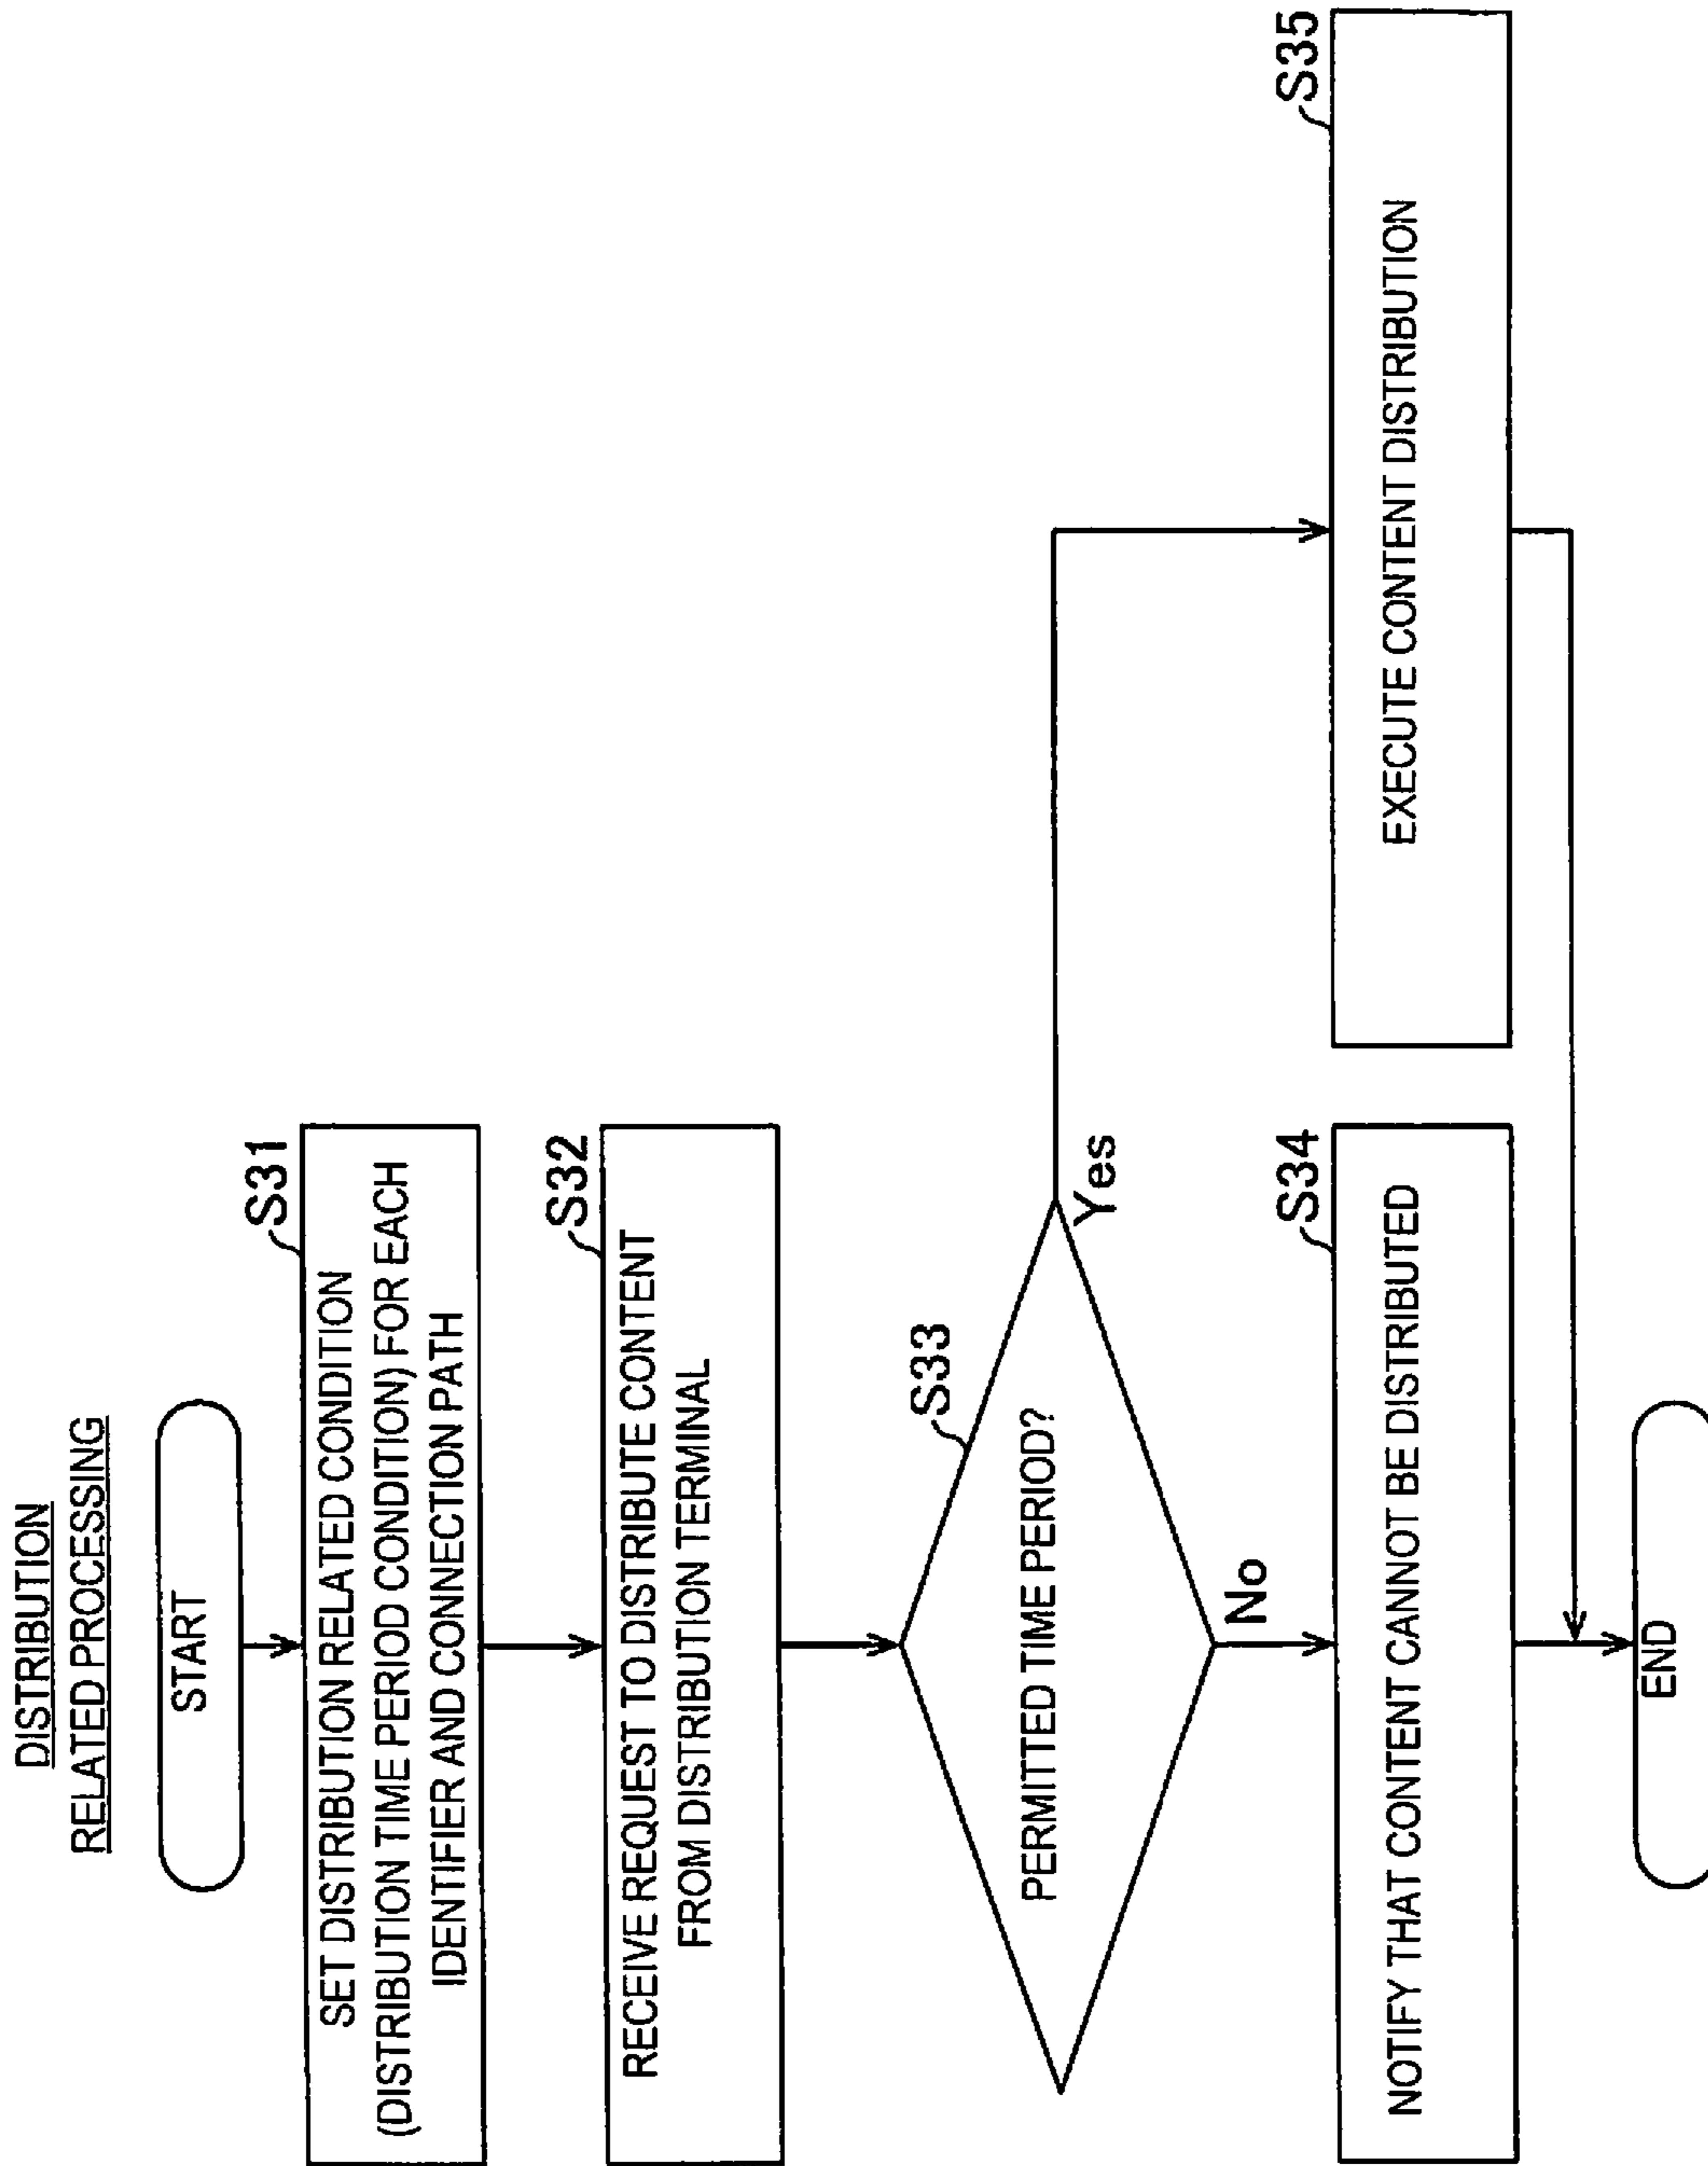 DISTRIBUTION
RELATED PROCESSING
START
S31
SET DISTRIBUTION RELATED CONDITION
(DISTRIBUTION TIME PERIOD CONDITION) FOR EACH
IDENTIFIER AND CONNECTION PATH
S32
RECEIVE REQUEST TO DISTRIBUTE CONTENT
FROM DISTRIBUTION TERMINAL
S33
PERMITTED TIME PERIOD?
Yes
No
S34
NOTIFY THAT CONTENT CANNOT BE DISTRIBUTED
S35
EXECUTE CONTENT DISTRIBUTION
END